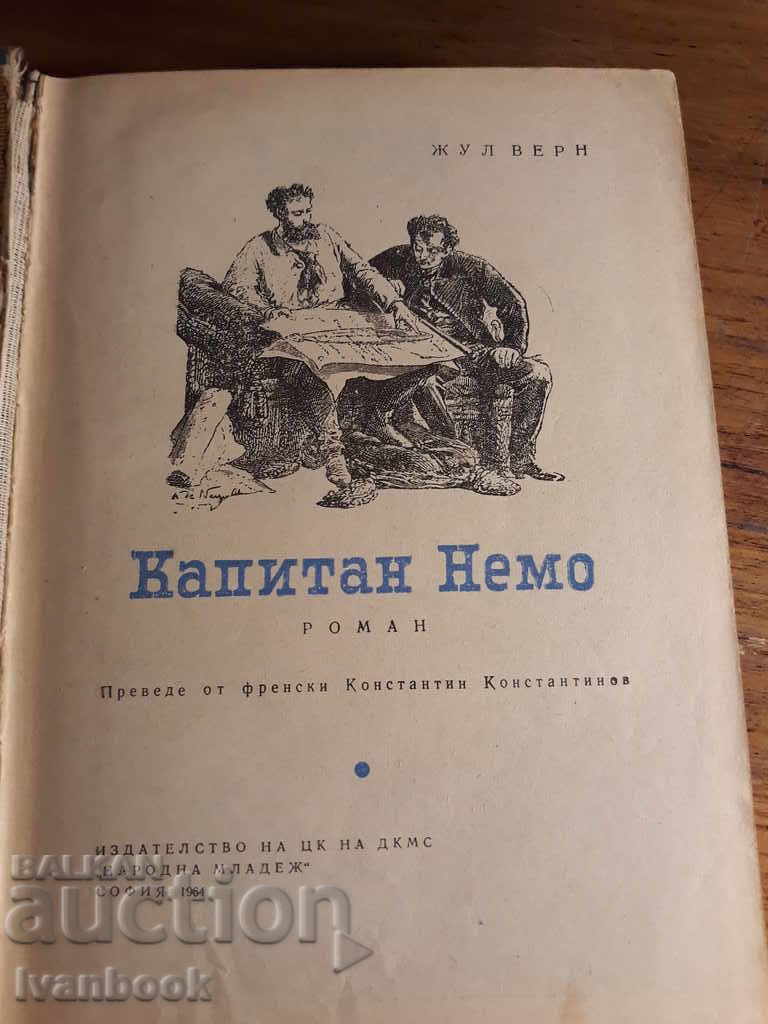 ЖУЛ ВЕРН
Капитан Немо
РОМАН
Преведе от френски Константин Константинов
ИЗДАТЕЛСТВО НА ЦК НА ДКМС
„НАРОДНА МЛАДЕЖ“
СОФИЯ, 1964
BALKAN
auction
Ivanbook